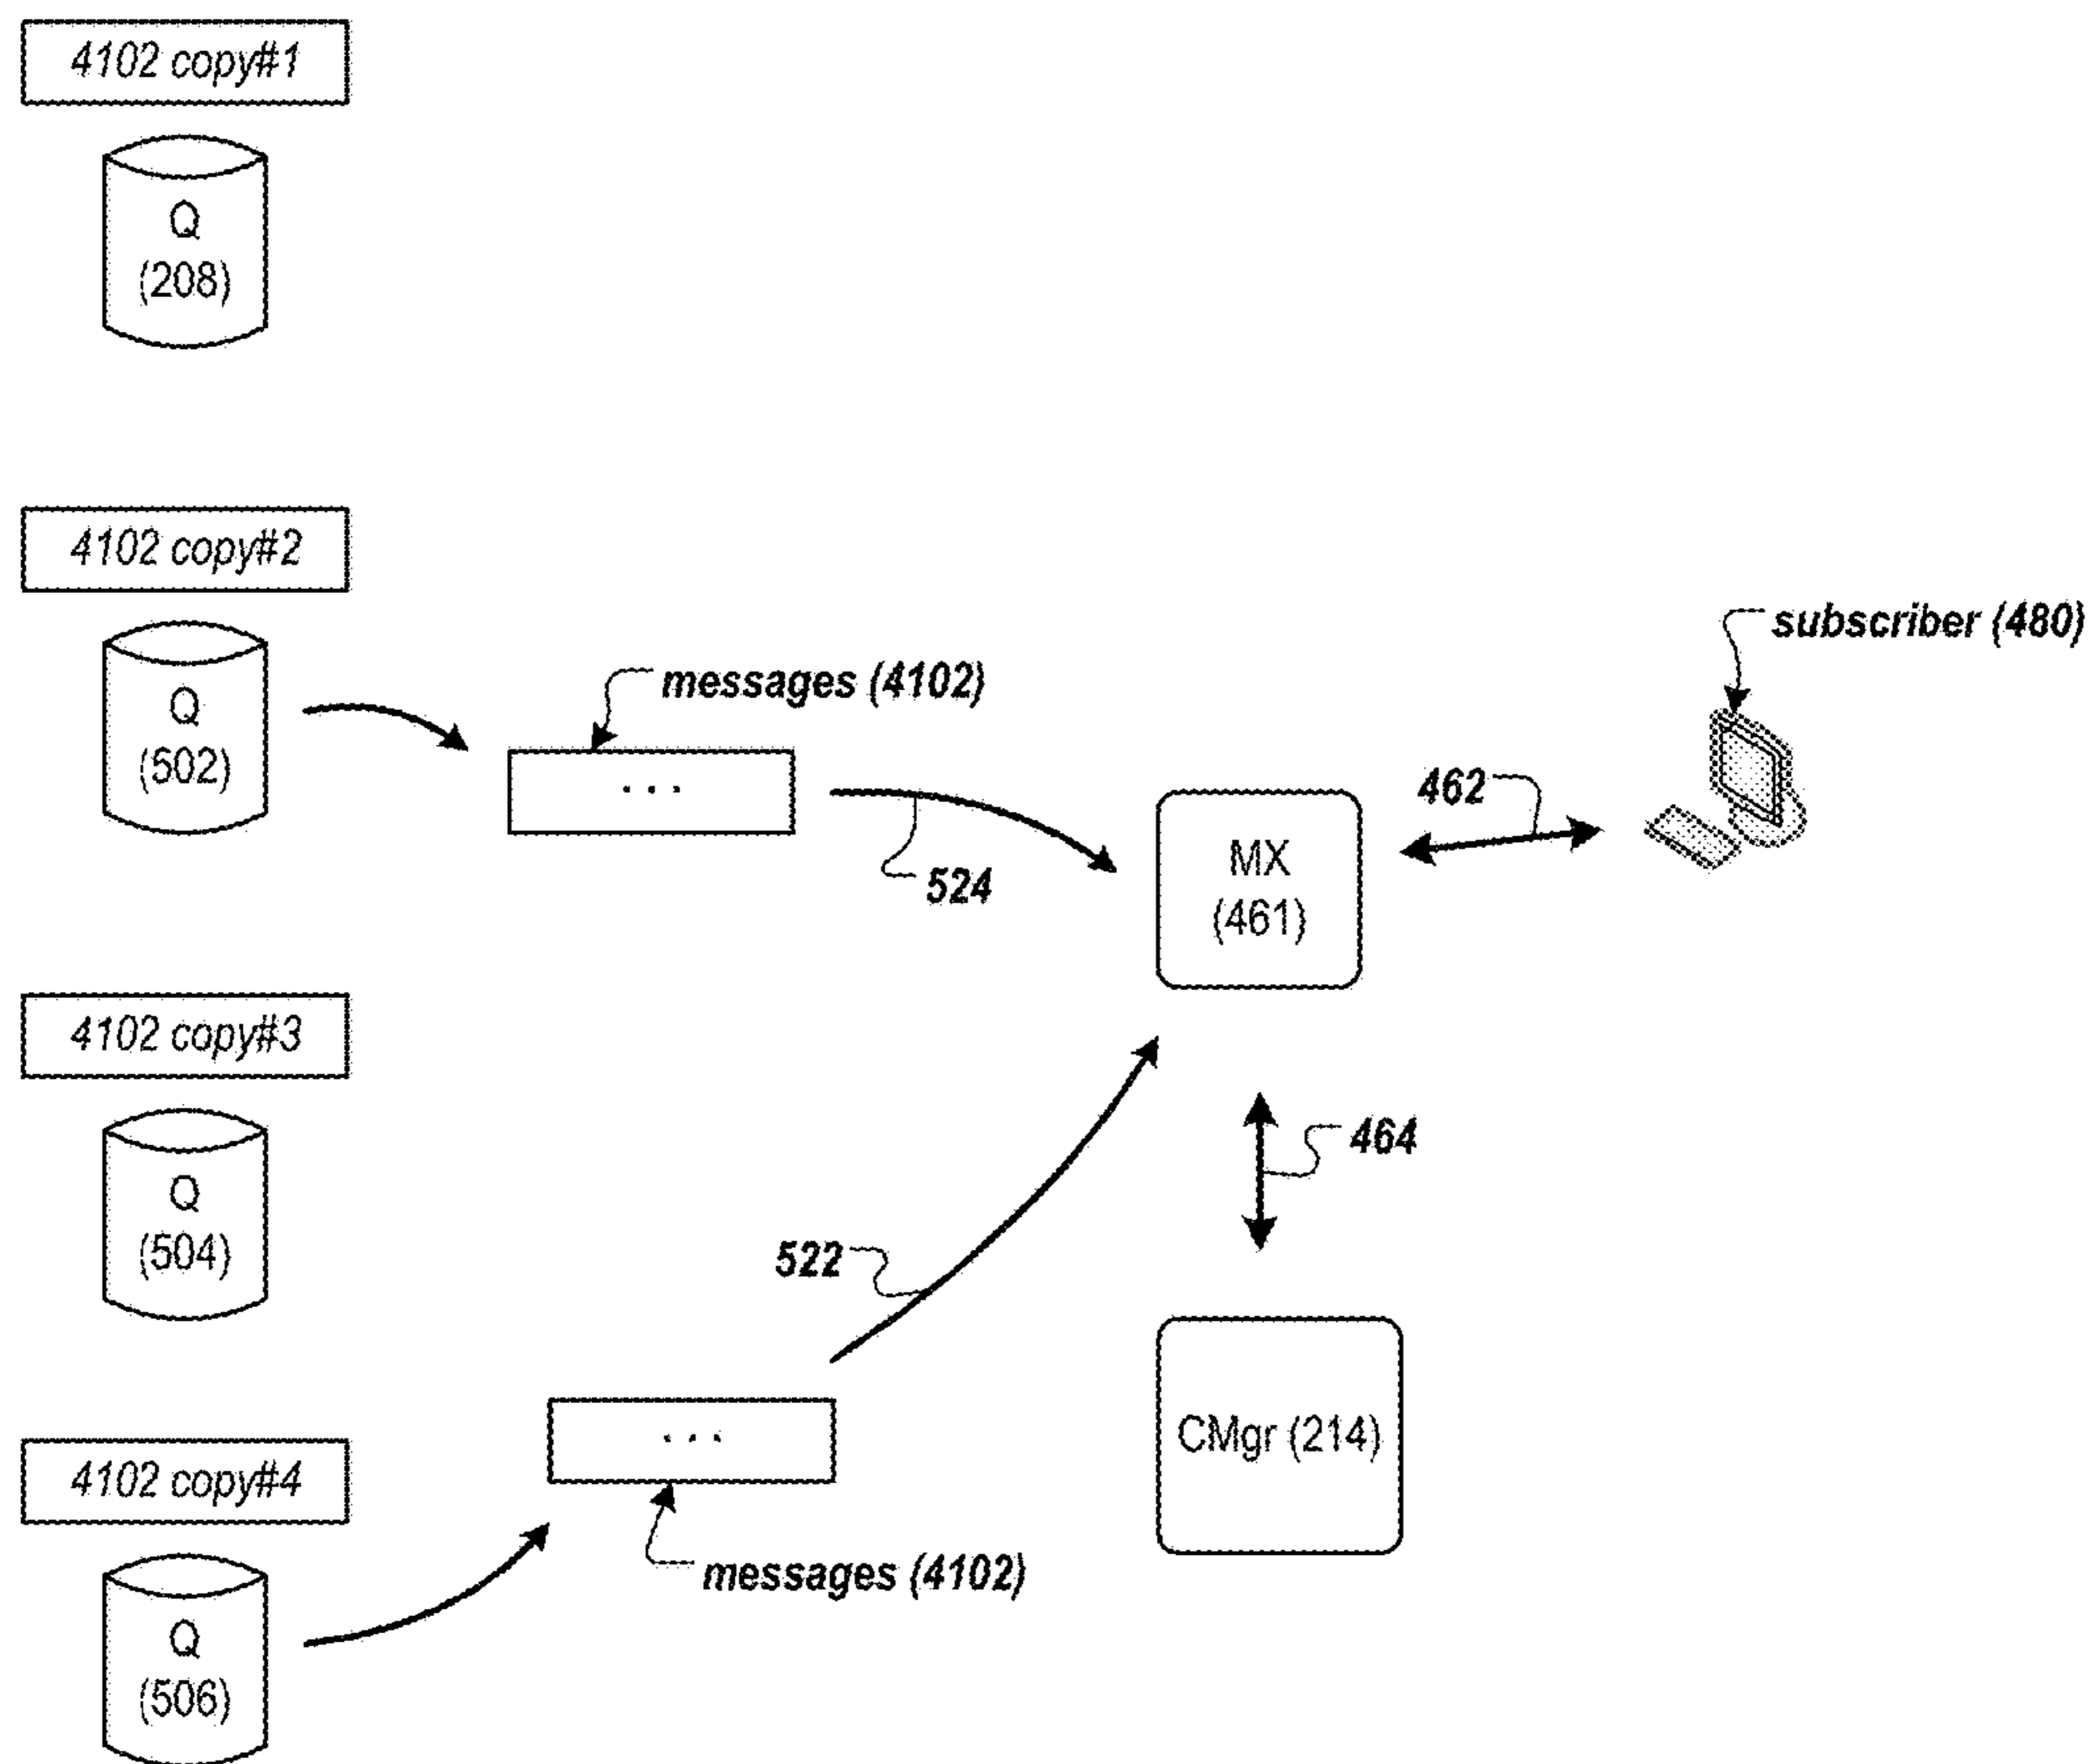 4102 copy#1
Q
(208)
4102 copy#2
Q
(502)
messages (4102)
...
524
subscriber (480)
462
MX
(461)
4102 copy#3
Q
(504)
464
522
CMgr (214)
...
messages (4102)
4102 copy#4
Q
(506)